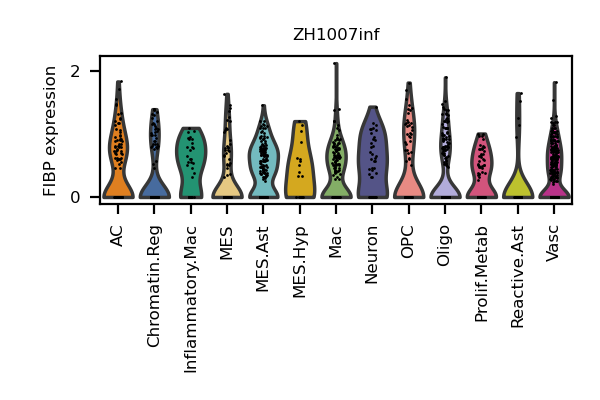 ZH1007inf
FIBP expression
2
0
AC
Chromatin.Reg
Inflammatory.Mac
MES
MES.Ast
MES.Hyp
Mac
Neuron
OPC
Oligo
Prolif.Metab
Reactive.Ast
Vasc